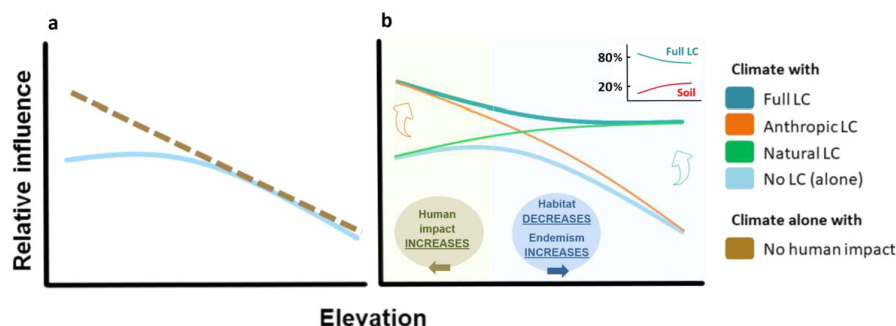 a
b
Relative influence
Full LC
80%
20%
Soil
Human
impact
INCREASES
Habitat
DECREASES
Endemism
INCREASES
Elevation
Climate with
Full LC
Anthropic LC
Natural LC
No LC (alone)
Climate alone with
No human impact